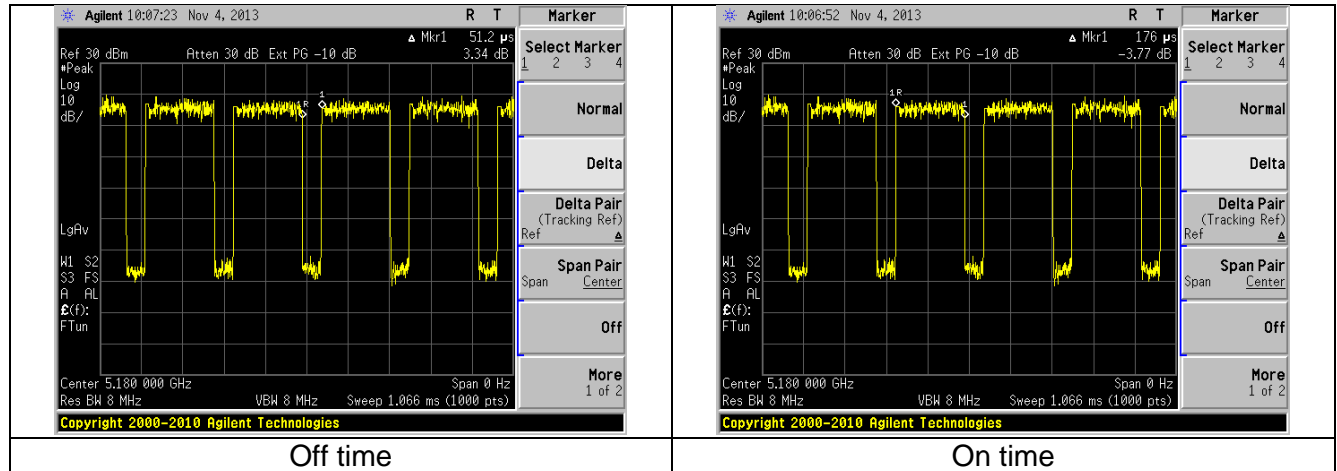 Agilent 10:07:23 Nov 4, 2013 R T Marker
Δ Mkr1 51.2 µs
Ref 30 dBm Atten 30 dB Ext PG -10 dB 3.34 dB
#Peak
Log
10
dB/
1R
1
LgAv
W1 S2
S3 FS
A AL
£(f):
FTun
Center 5.180 000 GHz Span 0 Hz
Res BW 8 MHz VBW 8 MHz Sweep 1.066 ms (1000 pts)
Copyright 2000-2010 Agilent Technologies
Select Marker
1 2 3 4
Normal
Delta
Delta Pair
(Tracking Ref)
Ref Δ
Span Pair
Span Center
Off
More
1 of 2
Off time
Agilent 10:06:52 Nov 4, 2013 R T Marker
Δ Mkr1 176 µs
Ref 30 dBm Atten 30 dB Ext PG -10 dB -3.77 dB
#Peak
Log
10
dB/
1R
1
LgAv
W1 S2
S3 FS
A AL
£(f):
FTun
Center 5.180 000 GHz Span 0 Hz
Res BW 8 MHz VBW 8 MHz Sweep 1.066 ms (1000 pts)
Copyright 2000-2010 Agilent Technologies
Select Marker
1 2 3 4
Normal
Delta
Delta Pair
(Tracking Ref)
Ref Δ
Span Pair
Span Center
Off
More
1 of 2
On time